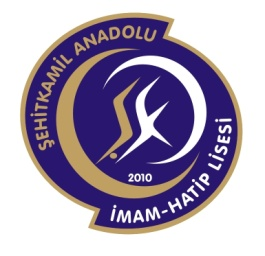 ŞEHİTKAMİL ANADOLU
2010
İMAM-HATİP LİSESİ